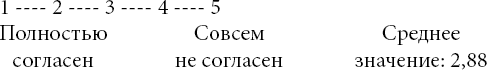 1 ---- 2 ---- 3 ---- 4 ---- 5
Полностью Совсем Среднее
согласен не согласен значение: 2,88